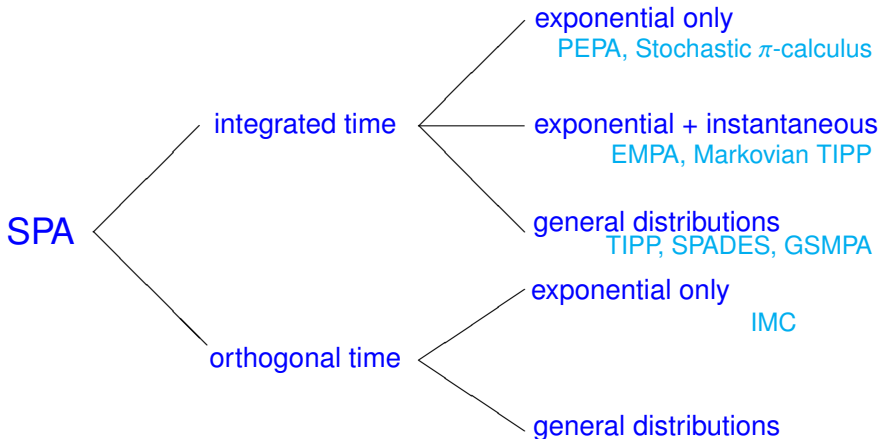 exponential only
PEPA, Stochastic π-calculus
integrated time
exponential + instantaneous
EMPA, Markovian TIPP
SPA
general distributions
TIPP, SPADES, GSMPA
exponential only
IMC
orthogonal time
general distributions